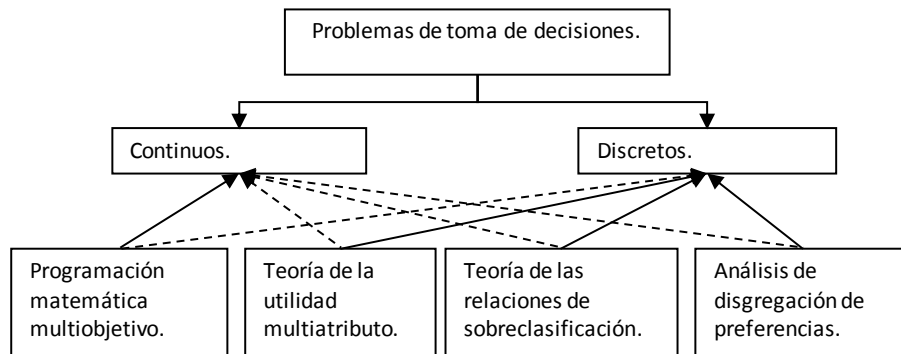 Problemas de toma de decisiones.
Continuos.
Discretos.
Programación
matemática
multiobjetivo.
Teoría de la
utilidad
multiatributo.
Teoría de las
relaciones de
sobreclasificación.
Análisis de
disgregación de
preferencias.